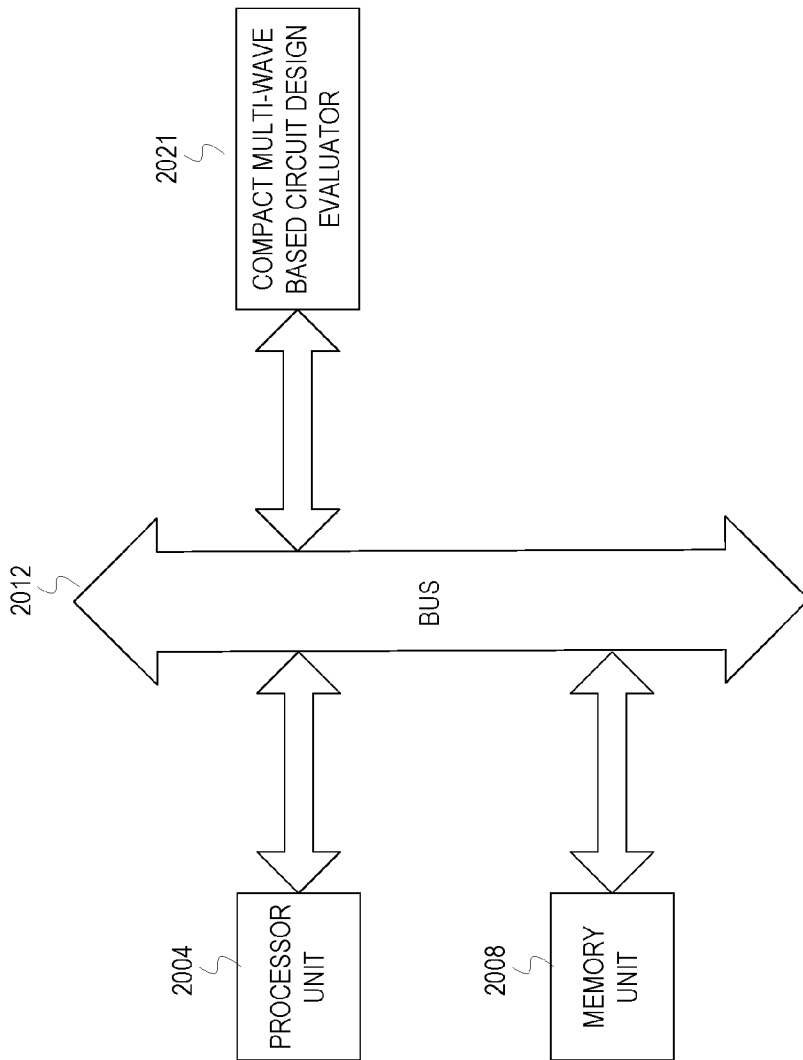 2004
PROCESSOR
UNIT
2008
MEMORY
UNIT
2012
BUS
2021
COMPACT MULTI-WAVE
BASED CIRCUIT DESIGN
EVALUATOR